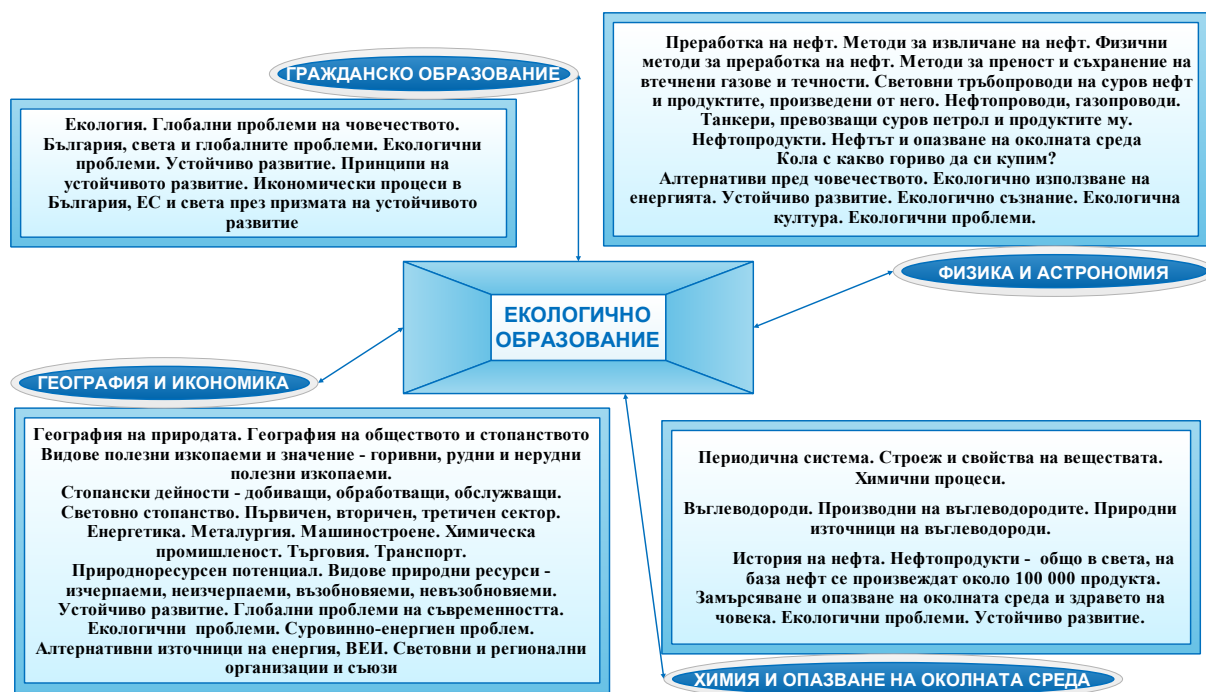 ГРАЖДАНСКО ОБРАЗОВАНИЕ
Екология. Глобални проблеми на човечеството.
България, света и глобалните проблеми. Екологични
проблеми. Устойчиво развитие. Принципи на
устойчивото развитие. Икономически процеси в
България, ЕС и света през призмата на устойчивото
развитие
Преработка на нефт. Методи за извличане на нефт. Физични
методи за преработка на нефт. Методи за преност и съхранение на
втечнени газове и течности. Световни тръбопроводи на суров нефт
и продуктите, произведени от него. Нефтопроводи, газопроводи.
Танкери, превозващи суров петрол и продуктите му.
Нефтопродукти. Нефтът и опазване на околната среда
Кола с какво гориво да си купим?
Алтернативи пред човечеството. Екологично използване на
енергията. Устойчиво развитие. Екологично съзнание. Екологична
култура. Екологични проблеми.
ФИЗИКА И АСТРОНОМИЯ
ЕКОЛОГИЧНО
ОБРАЗОВАНИЕ
ГЕОГРАФИЯ И ИКОНОМИКА
География на природата. География на обществото и стопанството
Видове полезни изкопаеми и значение - горивни, рудни и нерудни
полезни изкопаеми.
Стопански дейности - добиващи, обработващи, обслужващи.
Световно стопанство. Първичен, вторичен, третичен сектор.
Енергетика. Металургия. Машиностроене. Химическа
промишленост. Търговия. Транспорт.
Природноресурсен потенциал. Видове природни ресурси -
изчерпаеми, неизчерпаеми, възобновяеми, невъзобновяеми.
Устойчиво развитие. Глобални проблеми на съвременността.
Екологични проблеми. Суровинно-енергиен проблем.
Алтернативни източници на енергия, ВЕИ. Световни и регионални
организации и съюзи
Периодична система. Строеж и свойства на веществата.
Химични процеси.
Въглеводороди. Производни на въглеводородите. Природни
източници на въглеводороди.
История на нефта. Нефтопродукти - общо в света, на
база нефт се произвеждат около 100 000 продукта.
Замърсяване и опазване на околната среда и здравето на
човека. Екологични проблеми. Устойчиво развитие.
ХИМИЯ И ОПАЗВАНЕ НА ОКОЛНАТА СРЕДА